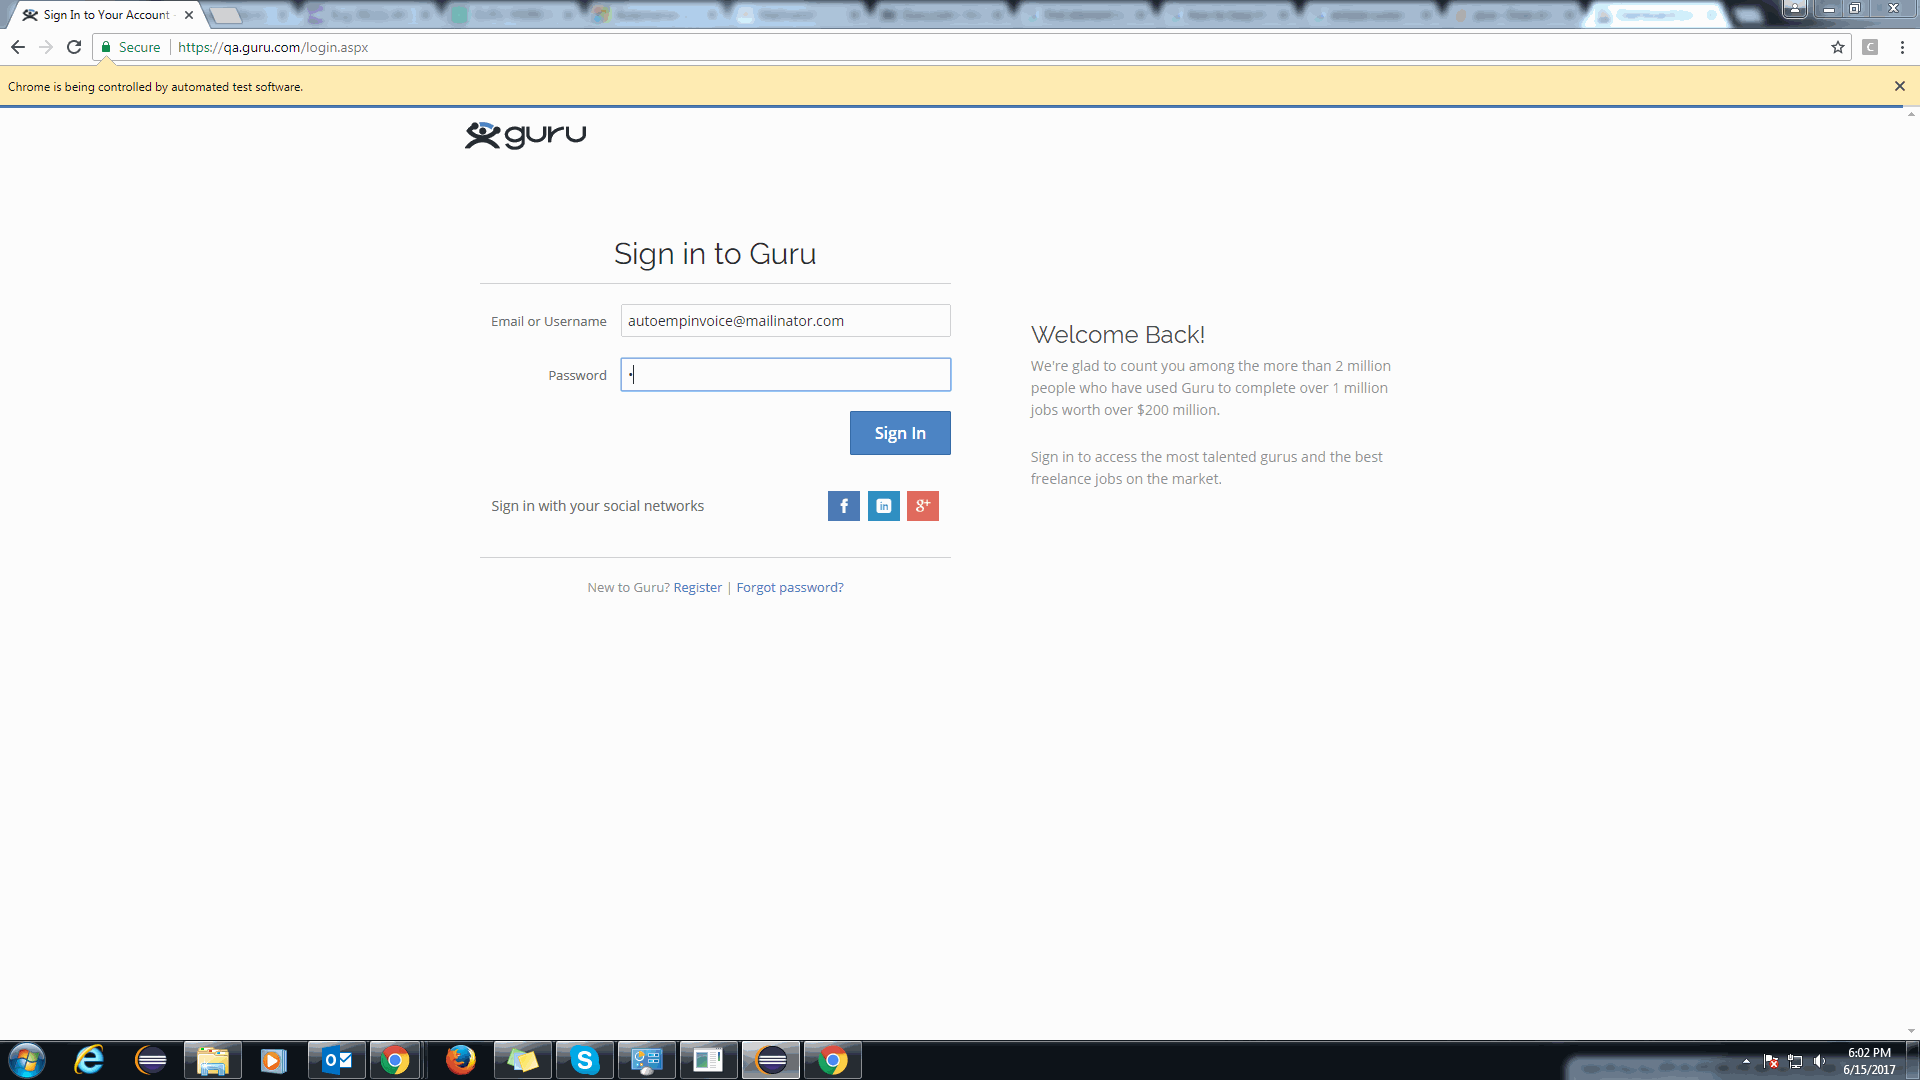 Sign In to Your Account
Secure
https://qa.guru.com/login.aspx
C
Chrome is being controlled by automated test software.
guru
Sign in to Guru
Email or Username
autoempinvoice@mailinator.com
Password
Sign In
Sign in with your social networks
f
in
g+
New to Guru? Register | Forgot password?
Welcome Back!
We're glad to count you among the more than 2 million
people who have used Guru to complete over 1 million
jobs worth over $200 million.
Sign in to access the most talented gurus and the best
freelance jobs on the market.
6:02 PM
6/15/2017